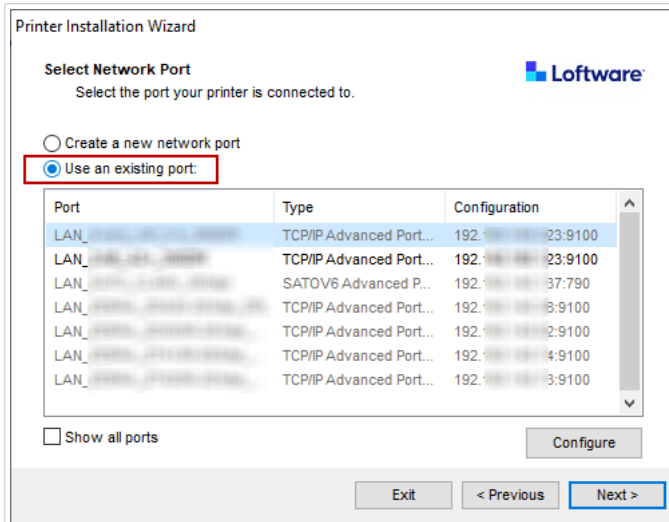 Printer Installation Wizard
Select Network Port
Loftware
Select the port your printer is connected to.
Create a new network port
Use an existing port:
Port Type Configuration
LAN_ TCP/IP Advanced Port... 192. 23:9100
LAN_ TCP/IP Advanced Port... 192. 23:9100
LAN_ SATOV6 Advanced P... 192. 37:790
LAN_ TCP/IP Advanced Port... 192. 8:9100
LAN_ TCP/IP Advanced Port... 192. 2:9100
LAN_ TCP/IP Advanced Port... 192. 4:9100
LAN_ TCP/IP Advanced Port... 192. 3:9100
Show all ports
Configure
Exit < Previous Next >